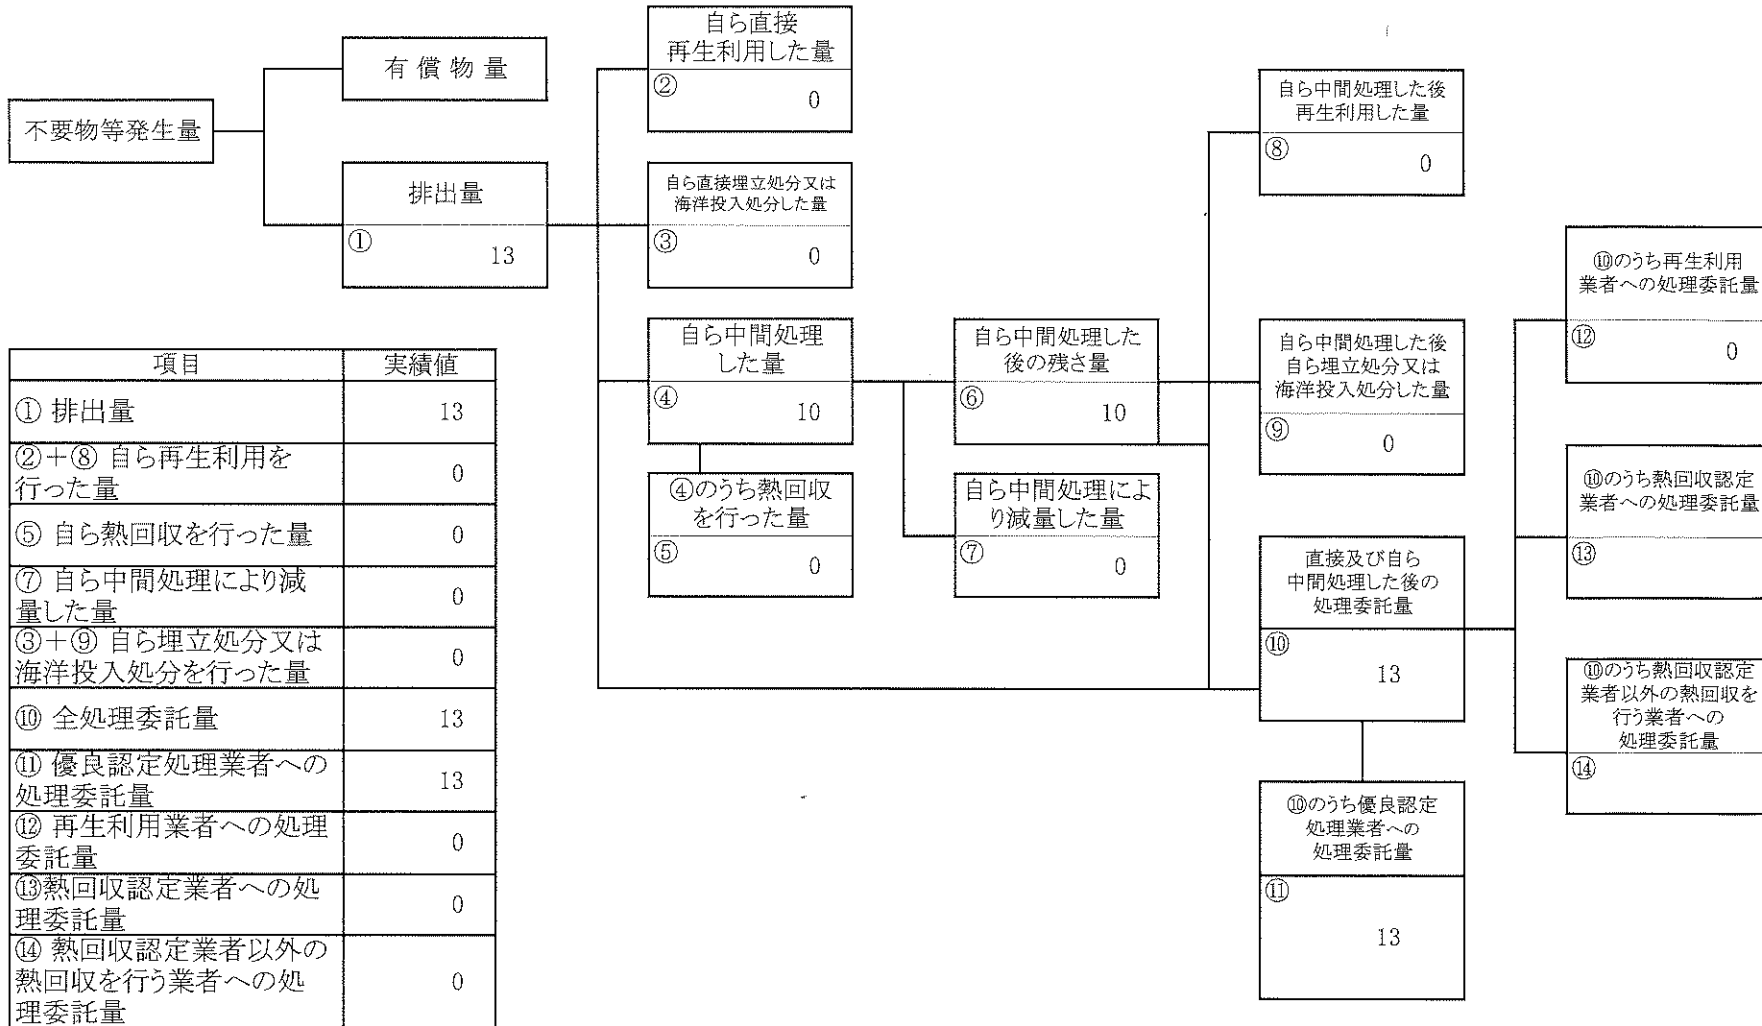 不要物等発生量
有償物量
排出量
①
13
自ら直接
再生利用した量
②
0
自ら直接埋立処分又は
海洋投入処分した量
③
0
自ら中間処理
した量
④
10
④のうち熱回収
を行った量
⑤
0
自ら中間処理した
後の残さ量
⑥
10
自ら中間処理によ
り減量した量
⑦
0
自ら中間処理した後
再生利用した量
⑧
0
自ら中間処理した後
自ら埋立処分又は
海洋投入処分した量
⑨
0
直接及び自ら
中間処理した後の
処理委託量
⑩
13
⑩のうち優良認定
処理業者への
処理委託量
⑪
13
⑩のうち再生利用
業者への処理委託量
⑫
0
⑩のうち熱回収認定
業者への処理委託量
⑬
⑩のうち熱回収認定
業者以外の熱回収を
行う業者への
処理委託量
⑭
項目 実績値
① 排出量 13
②+⑧ 自ら再生利用を
行った量 0
⑤ 自ら熱回収を行った量 0
⑦ 自ら中間処理により減
量した量 0
③+⑨ 自ら埋立処分又は
海洋投入処分を行った量 0
⑩ 全処理委託量 13
⑪ 優良認定処理業者への
処理委託量 13
⑫ 再生利用業者への処理
委託量 0
⑬熱回収認定業者への処
理委託量 0
⑭ 熱回収認定業者以外の
熱回収を行う業者への処
理委託量 0